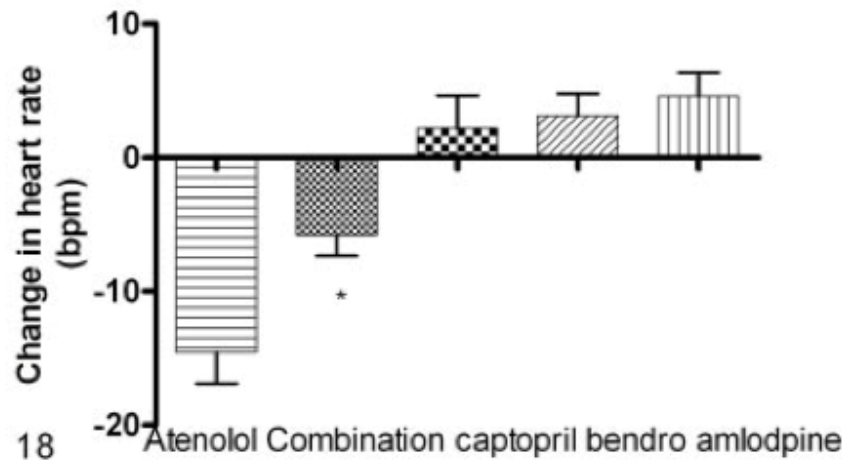 10
0
-10
-20
Change in heart rate
(bpm)
*
18
Atenolol Combination captopril bendro amlodpine